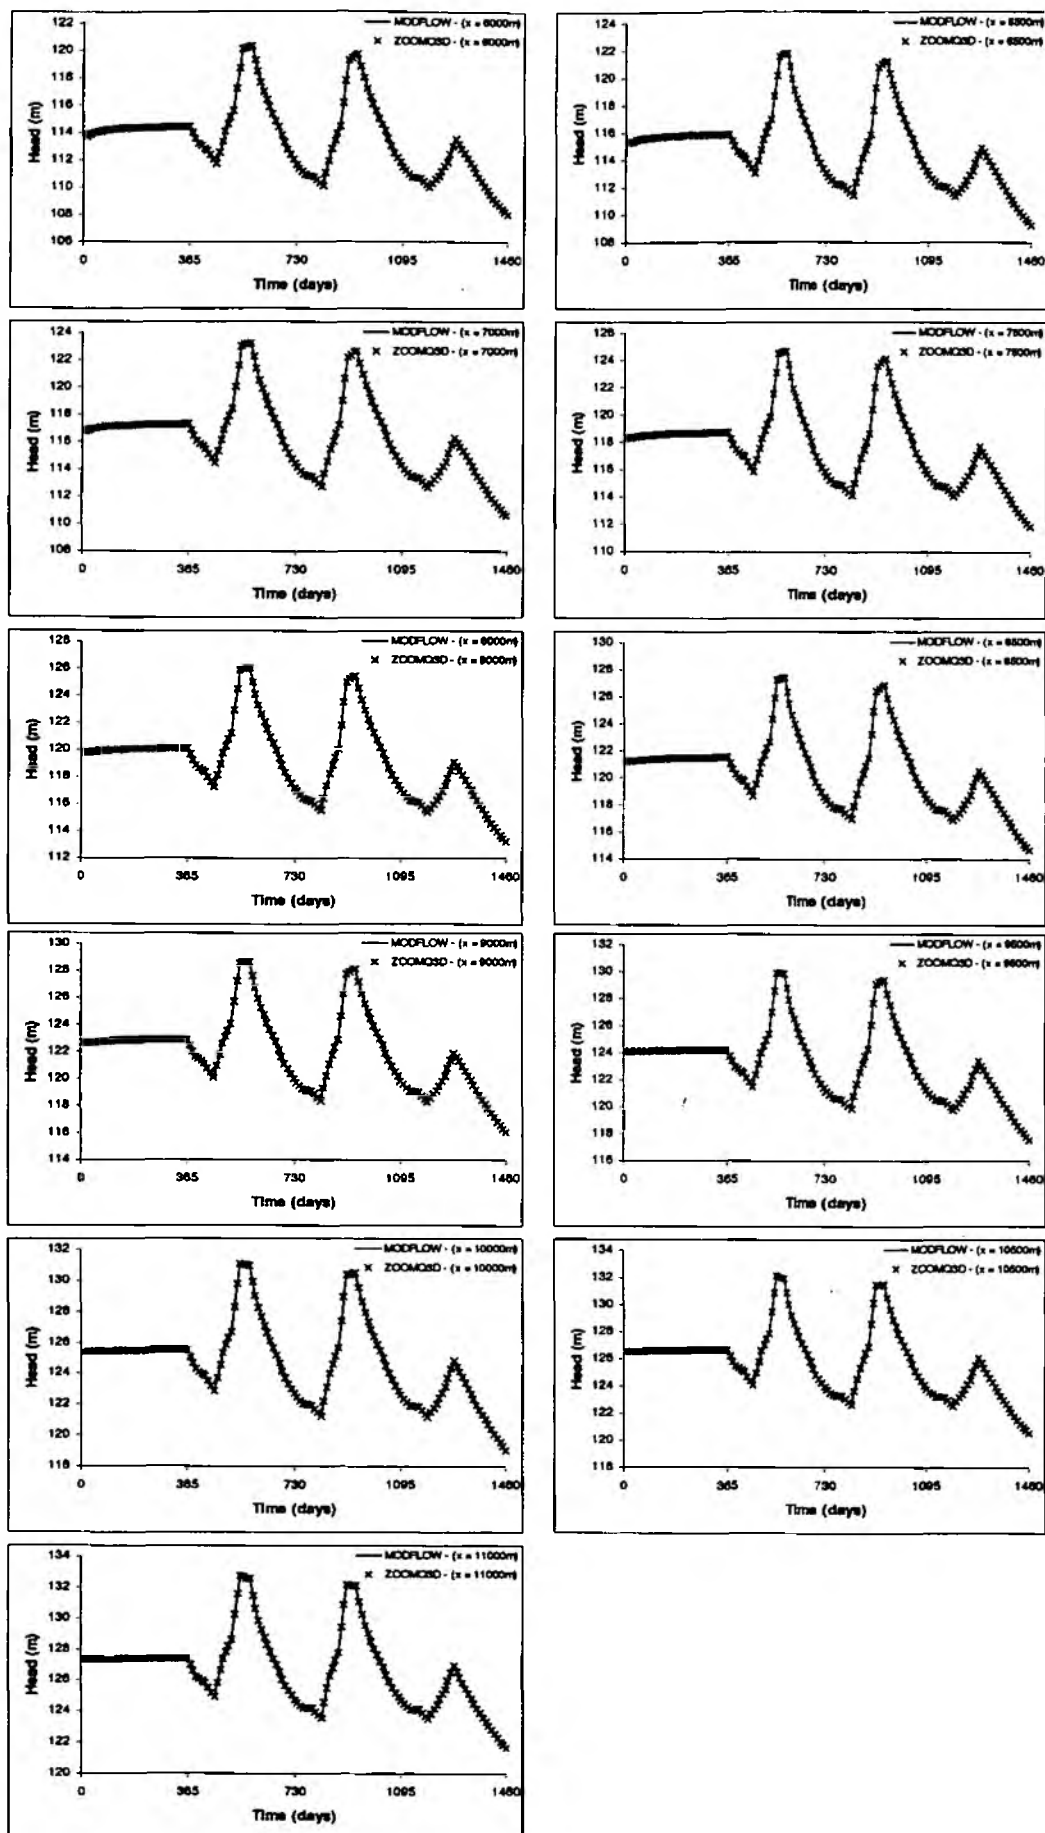 MODFLOW - (x = 6000m)
ZOOMQ3D - (x = 6000m)
Head (m)
122
120
118
116
114
112
110
108
106
0 365 730 1095 1460
Time (days)
MODFLOW - (x = 6500m)
ZOOMQ3D - (x = 6500m)
Head (m)
124
122
120
118
116
114
112
110
108
0 365 730 1095 1460
Time (days)
MODFLOW - (x = 7000m)
ZOOMQ3D - (x = 7000m)
Head (m)
124
122
120
118
116
114
112
110
108
0 365 730 1095 1460
Time (days)
MODFLOW - (x = 7500m)
ZOOMQ3D - (x = 7500m)
Head (m)
126
124
122
120
118
116
114
112
110
0 365 730 1095 1460
Time (days)
MODFLOW - (x = 8000m)
ZOOMQ3D - (x = 8000m)
Head (m)
128
126
124
122
120
118
116
114
112
0 365 730 1095 1460
Time (days)
MODFLOW - (x = 8500m)
ZOOMQ3D - (x = 8500m)
Head (m)
130
128
126
124
122
120
118
116
114
0 365 730 1095 1460
Time (days)
MODFLOW - (x = 9000m)
ZOOMQ3D - (x = 9000m)
Head (m)
130
128
126
124
122
120
118
116
114
0 365 730 1095 1460
Time (days)
MODFLOW - (x = 9500m)
ZOOMQ3D - (x = 9500m)
Head (m)
132
130
128
126
124
122
120
118
116
0 365 730 1095 1460
Time (days)
MODFLOW - (x = 10000m)
ZOOMQ3D - (x = 10000m)
Head (m)
132
130
128
126
124
122
120
118
0 365 730 1095 1460
Time (days)
MODFLOW - (x = 10500m)
ZOOMQ3D - (x = 10500m)
Head (m)
134
132
130
128
126
124
122
120
118
0 365 730 1095 1460
Time (days)
MODFLOW - (x = 11000m)
ZOOMQ3D - (x = 11000m)
Head (m)
134
132
130
128
126
124
122
120
0 365 730 1095 1460
Time (days)